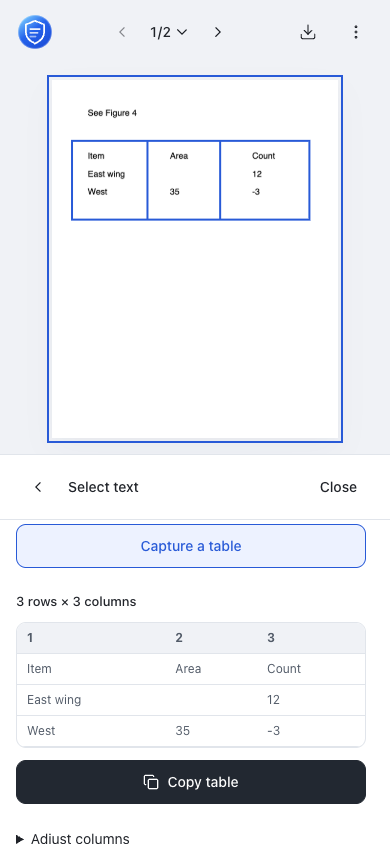 1/2
See Figure 4
Item Area Count
East wing 12
West 35 -3
Select text Close
Capture a table
3 rows × 3 columns
1 2 3
Item Area Count
East wing 12
West 35 -3
Copy table
Adjust columns